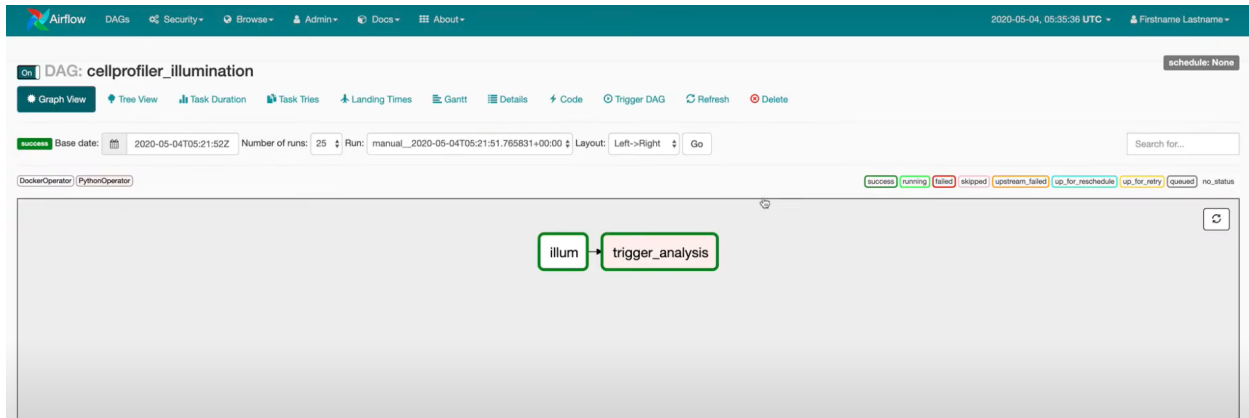 Airflow DAGs Security Browse Admin Docs About 2020-05-04, 05:35:36 UTC Firstname Lastname
schedule: None
On DAG: cellprofiler_illumination
Graph View Tree View Task Duration Task Tries Landing Times Gantt Details Code Trigger DAG Refresh Delete
success Base date: 2020-05-04T05:21:52Z Number of runs: 25 Run: manual__2020-05-04T05:21:51.765831+00:00 Layout: Left->Right Go Search for...
DockerOperator PythonOperator success running failed skipped upstream_failed up_for_reschedule up_for_retry queued no_status
illum trigger_analysis